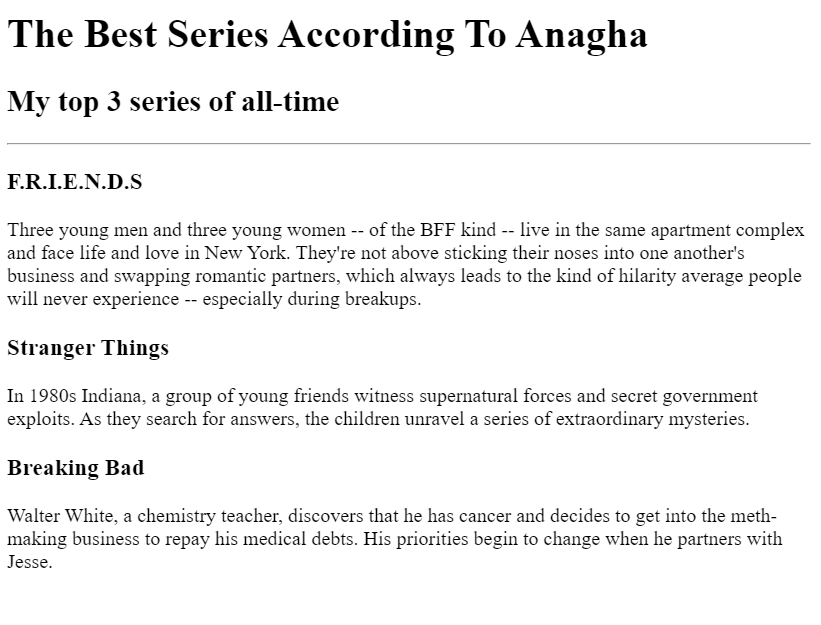 The Best Series According To Anagha
My top 3 series of all-time
F.R.I.E.N.D.S
Three young men and three young women -- of the BFF kind -- live in the same apartment complex
and face life and love in New York. They're not above sticking their noses into one another's
business and swapping romantic partners, which always leads to the kind of hilarity average people
will never experience -- especially during breakups.
Stranger Things
In 1980s Indiana, a group of young friends witness supernatural forces and secret government
exploits. As they search for answers, the children unravel a series of extraordinary mysteries.
Breaking Bad
Walter White, a chemistry teacher, discovers that he has cancer and decides to get into the meth-
making business to repay his medical debts. His priorities begin to change when he partners with
Jesse.